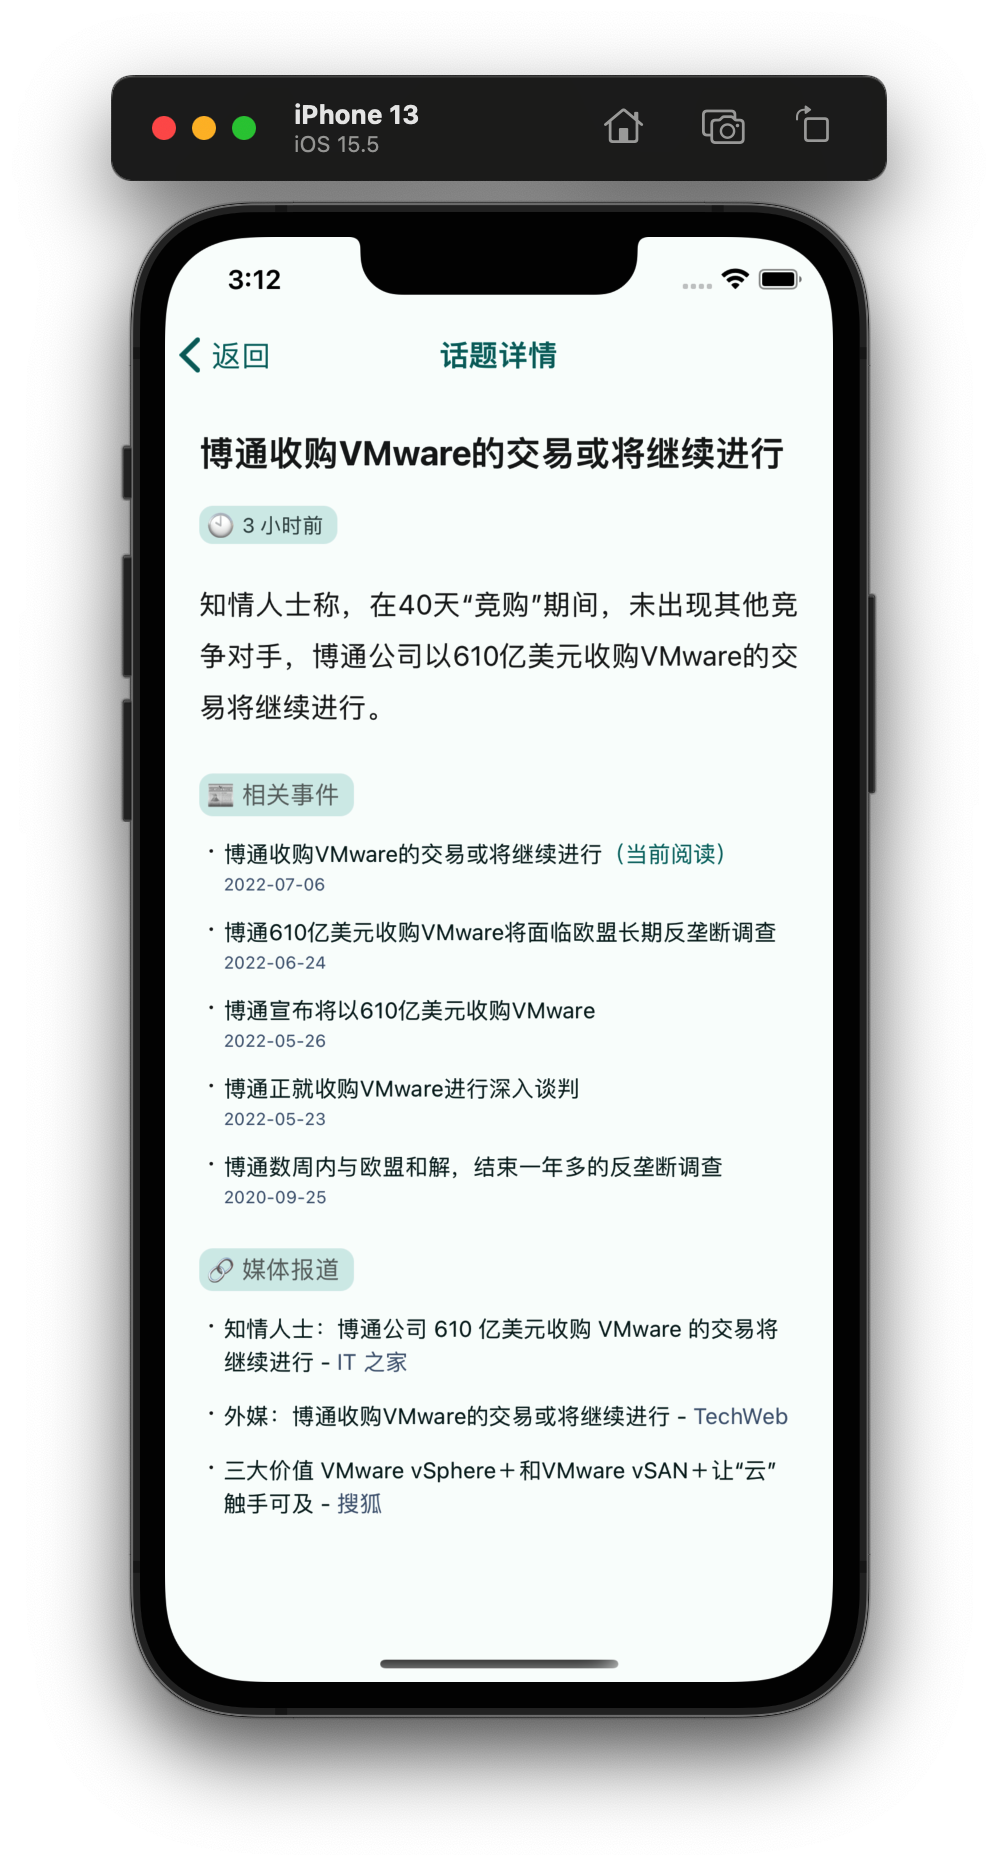 iPhone 13
iOS 15.5
3:12
返回
话题详情
博通收购VMware的交易或将继续进行
3 小时前
知情人士称，在40天“竞购”期间，未出现其他竞
争对手，博通公司以610亿美元收购VMware的交
易将继续进行。
相关事件
· 博通收购VMware的交易或将继续进行（当前阅读）
2022-07-06
· 博通610亿美元收购VMware将面临欧盟长期反垄断调查
2022-06-24
· 博通宣布将以610亿美元收购VMware
2022-05-26
· 博通正就收购VMware进行深入谈判
2022-05-23
· 博通数周内与欧盟和解，结束一年多的反垄断调查
2020-09-25
媒体报道
· 知情人士：博通公司 610 亿美元收购 VMware 的交易将
继续进行 - IT 之家
· 外媒：博通收购VMware的交易或将继续进行 - TechWeb
· 三大价值 VMware vSphere＋和VMware vSAN＋让“云”
触手可及 - 搜狐